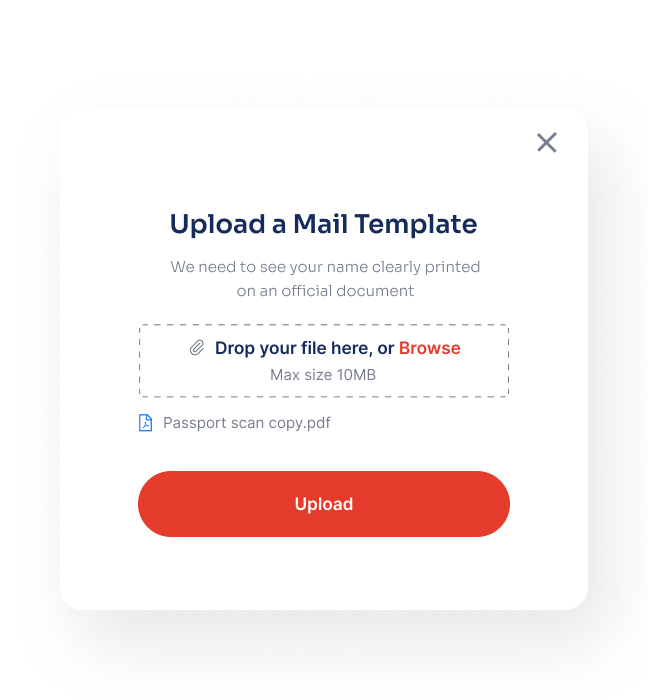 Upload a Mail Template
We need to see your name clearly printed
on an official document
Drop your file here, or Browse
Max size 10MB
Passport scan copy.pdf
Upload